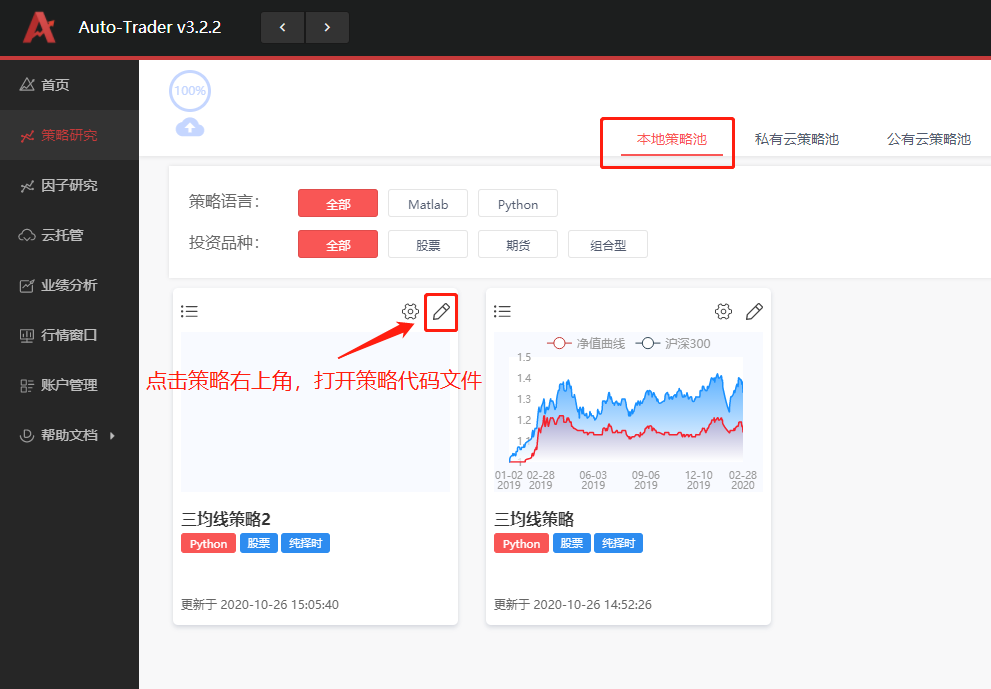 Auto-Trader v3.2.2
首页
策略研究
因子研究
云托管
业绩分析
行情窗口
账户管理
帮助文档
100%
本地策略池 私有云策略池 公有云策略池
策略语言: 全部 Matlab Python
投资品种: 全部 股票 期货 组合型
点击策略右上角，打开策略代码文件
三均线策略2
Python 股票 纯择时
更新于 2020-10-26 15:05:40
净值曲线 沪深300
1.5
1.4
1.3
1.2
1.1
01-02 02-28 06-03 09-06 12-10 02-28
2019 2019 2019 2019 2019 2020
三均线策略
Python 股票 纯择时
更新于 2020-10-26 14:52:26